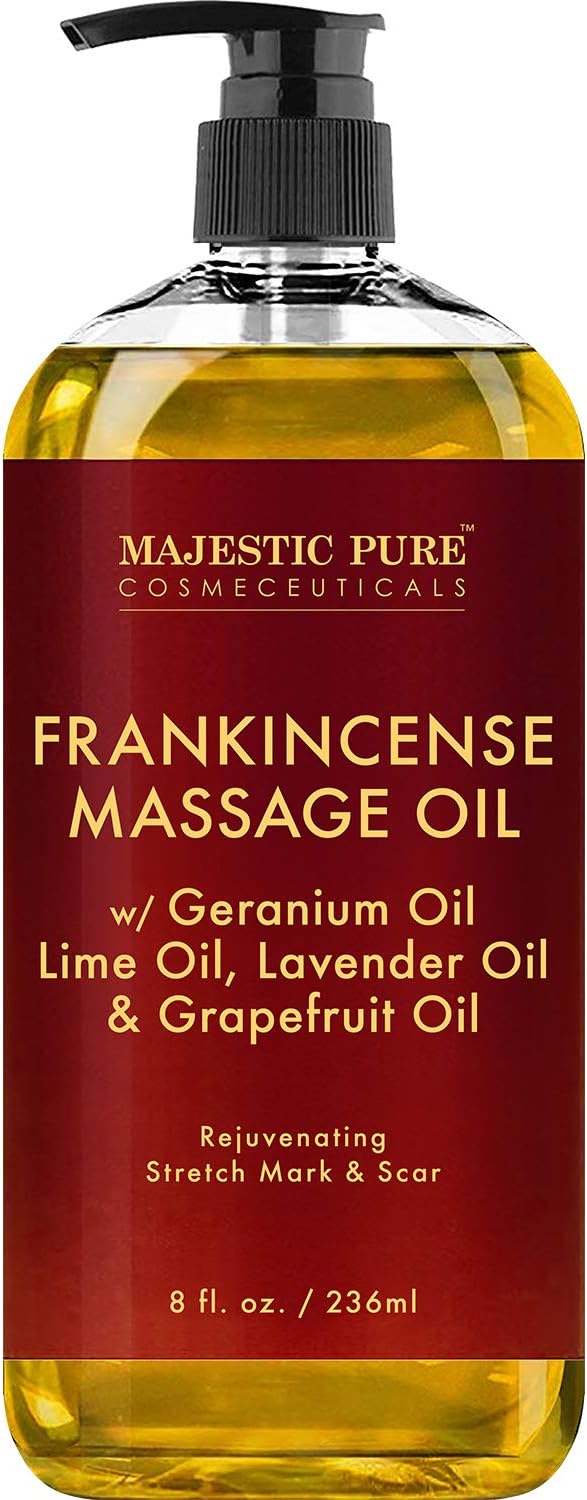 MAJESTIC PURE™
COSMECEUTICALS
FRANKINCENSE
MASSAGE OIL
w/ Geranium Oil
Lime Oil, Lavender Oil
& Grapefruit Oil
Rejuvenating
Stretch Mark & Scar
8 fl. oz. / 236ml